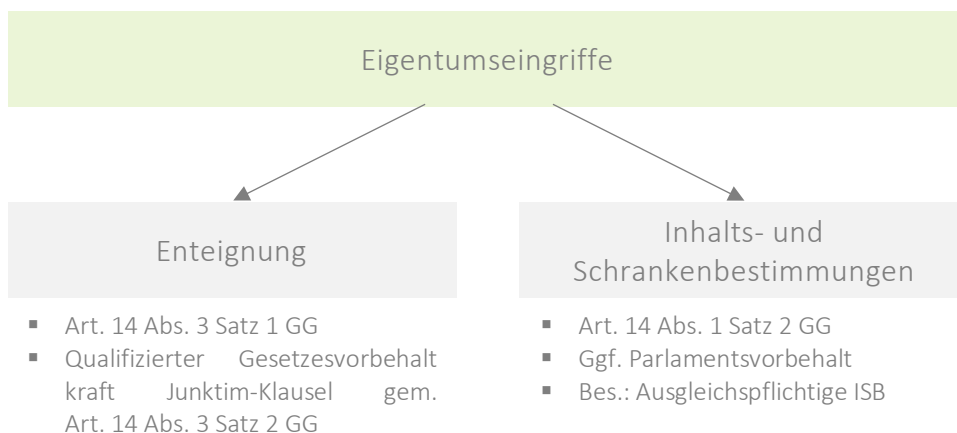 Eigentumseingriffe
Enteignung
▪ Art. 14 Abs. 3 Satz 1 GG
▪ Qualifizierter Gesetzesvorbehalt
kraft Junktim-Klausel gem.
Art. 14 Abs. 3 Satz 2 GG
Inhalts- und
Schrankenbestimmungen
▪ Art. 14 Abs. 1 Satz 2 GG
▪ Ggf. Parlamentsvorbehalt
▪ Bes.: Ausgleichspflichtige ISB